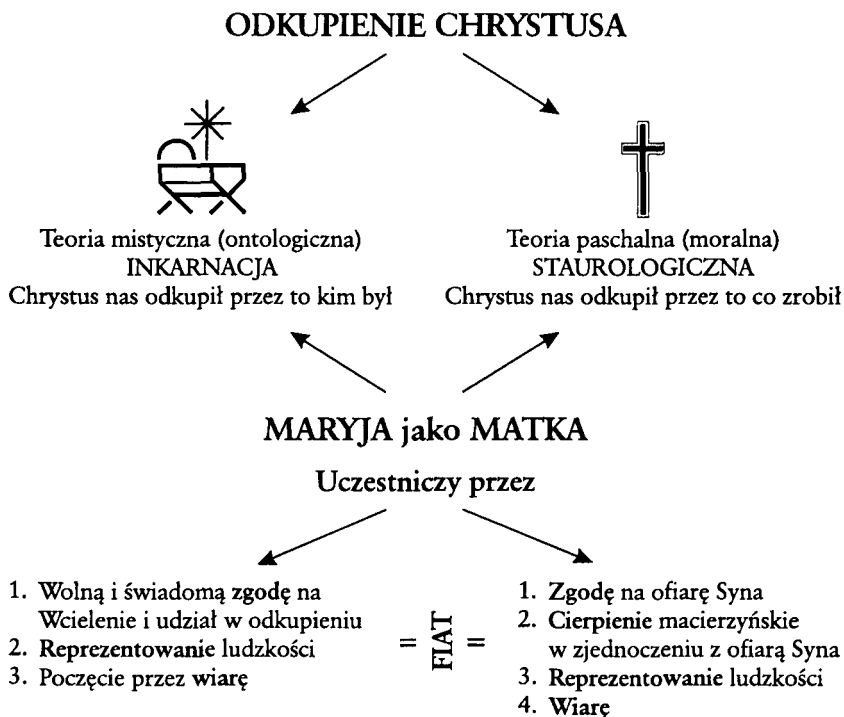 ODKUPIENIE CHRYSTUSA
Teoria mistyczna (ontologiczna)
INKARNACJA
Chrystus nas odkupił przez to kim był
Teoria paschalna (moralna)
STAUROLOGICZNA
Chrystus nas odkupił przez to co zrobił
MARYJA jako MATKA
Uczestniczy przez
1. Wolną i świadomą zgodę na
Wcielenie i udział w odkupieniu
2. Reprezentowanie ludzkości
3. Poczęcie przez wiarę
= FIAT =
1. Zgodę na ofiarę Syna
2. Cierpienie macierzyńskie
w zjednoczeniu z ofiarą Syna
3. Reprezentowanie ludzkości
4. Wiarę